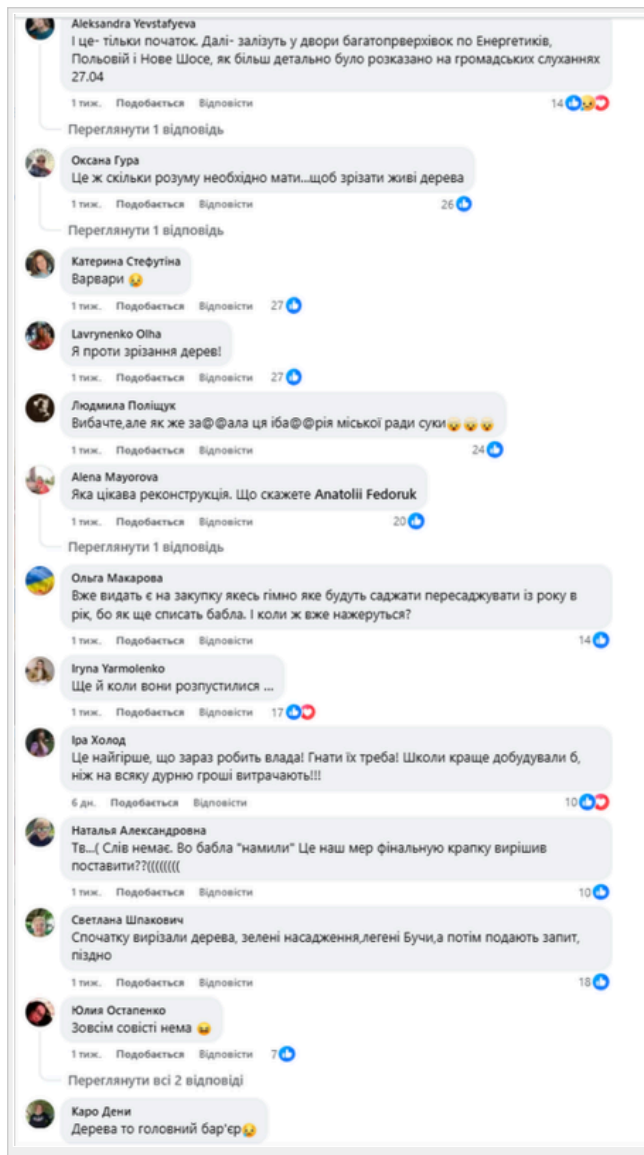 Aleksandra Yevstafyeva
І це- тільки початок. Далі- залізуть у двори багатопрверхівок по Енергетиків,
Польовій і Нове Шосе, як більш детально було розказано на громадських слуханнях
27.04
1 тиж. Подобається Відповісти 14
Переглянути 1 відповідь
Оксана Гура
Це ж скільки розуму необхідно мати...щоб зрізати живі дерева
1 тиж. Подобається Відповісти 26
Переглянути 1 відповідь
Катерина Стефутіна
Варвари 😥
1 тиж. Подобається Відповісти 27
Lavrynenko Olha
Я проти зрізання дерев!
1 тиж. Подобається Відповісти 27
Людмила Поліщук
Вибачте,але як же за@@ала ця іба@@рія міської ради суки😵😵😵
1 тиж. Подобається Відповісти 24
Alena Mayorova
Яка цікава реконструкція. Що скажете Anatolii Fedoruk
1 тиж. Подобається Відповісти 20
Переглянути 1 відповідь
Ольга Макарова
Вже видать є на закупку якесь гімно яке будуть саджати пересаджувати із року в
рік, бо як ще списать бабла. І коли ж вже нажеруться?
1 тиж. Подобається Відповісти 14
Iryna Yarmolenko
Ще й коли вони розпустилися ...
1 тиж. Подобається Відповісти 17
Іра Холод
Це найгірше, що зараз робить влада! Гнати їх треба! Школи краще добудували б,
ніж на всяку дурню гроші витрачають!!!
6 дн. Подобається Відповісти 10
Наталья Александровна
Тв...( Слів немає. Во бабла "намили" Це наш мер фінальную крапку вирішив
поставити??((((((((
1 тиж. Подобається Відповісти 10
Светлана Шпакович
Спочатку вирізали дерева, зелені насадження,легені Бучи,а потім подають запит,
піздно
1 тиж. Подобається Відповісти 18
Юлия Остапенко
Зовсім совісті нема 😖
1 тиж. Подобається Відповісти 7
Переглянути всі 2 відповіді
Каро Дени
Дерева то головний бар'єр😥